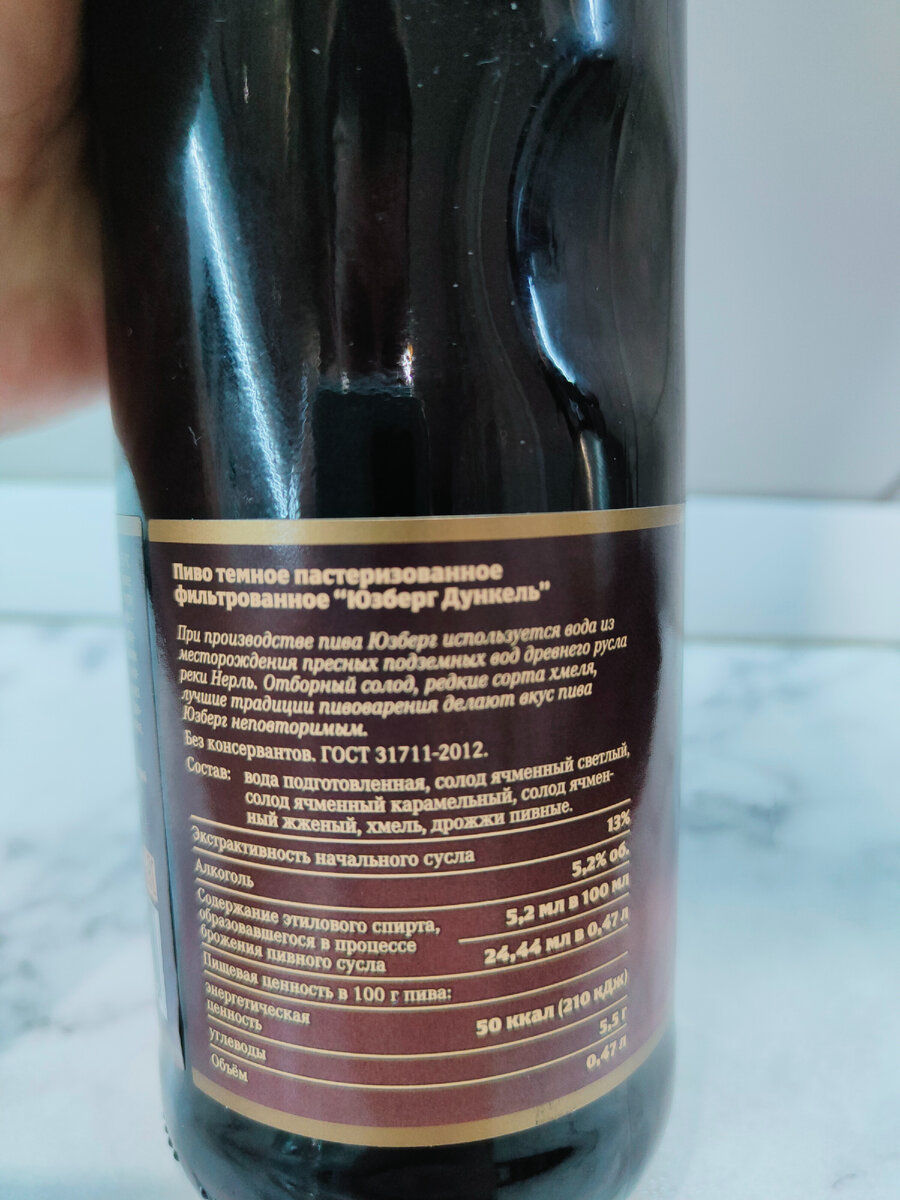 Пиво темное пастеризованное
фильтрованное "Юзберг Дункель"
При производстве пива Юзберг используется вода из
месторождения пресных подземных вод древнего русла
реки Нерль. Отборный солод, редкие сорта хмеля,
лучшие традиции пивоварения делают вкус пива
Юзберг неповторимым.
Без консервантов. ГОСТ 31711-2012.
Состав: вода подготовленная, солод ячменный светлый,
солод ячменный карамельный, солод ячмен-
ный жженый, хмель, дрожжи пивные.
Экстрактивность начального сусла 13%
Алкоголь 5,2% об.
Содержание этилового спирта,
образовавшегося в процессе
брожения пивного сусла
5,2 мл в 100 мл
24,44 мл в 0,47 л
Пищевая ценность в 100 г пива:
энергетическая
ценность 50 ккал (210 кДж)
углеводы 5,5 г
Объём 0,47 л